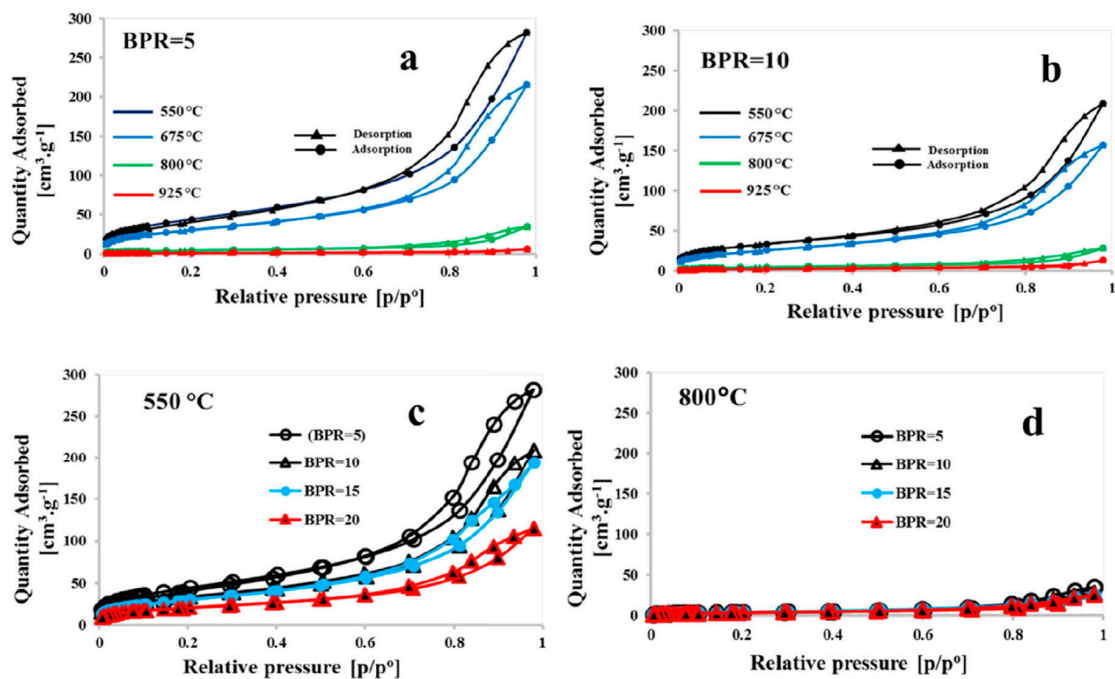 300
250
200
150
100
50
0
Quantity Adsorbed
[cm³.g⁻¹]
BPR=5
a
550°C
675°C
800°C
925°C
Desorption
Adsorption
0 0.2 0.4 0.6 0.8 1
Relative pressure [p/pº]
300
250
200
150
100
50
0
Quantity Adsorbed
[cm³.g⁻¹]
BPR=10
b
550°C
675°C
800°C
925°C
Desorption
Adsorption
0 0.2 0.4 0.6 0.8 1
Relative pressure [p/pº]
300
250
200
150
100
50
0
Quantity Adsorbed
[cm³.g⁻¹]
550 °C
c
(BPR=5)
BPR=10
BPR=15
BPR=20
0 0.2 0.4 0.6 0.8 1
Relative pressure [p/pº]
300
250
200
150
100
50
0
Quantity Adsorbed
[cm³.g⁻¹]
800°C
d
BPR=5
BPR=10
BPR=15
BPR=20
0 0.2 0.4 0.6 0.8 1
Relative pressure [p/pº]